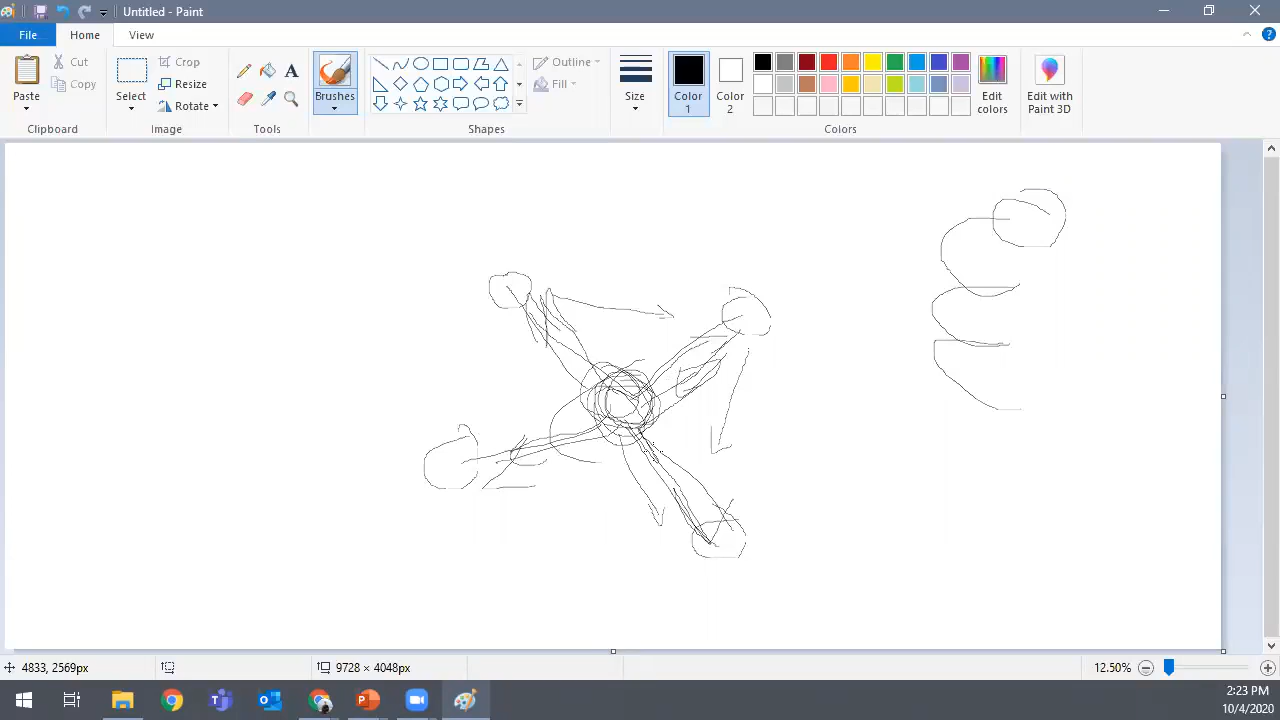 Untitled - Paint
File Home View
Paste Cut Copy
Clipboard
Select Crop Resize Rotate
Image
A
Tools
Brushes
Outline Fill
Shapes
Size
Color 1 Color 2 Edit colors
Colors
Edit with Paint 3D
4833, 2569px 9728 × 4048px 12.50%
2:23 PM
10/4/2020